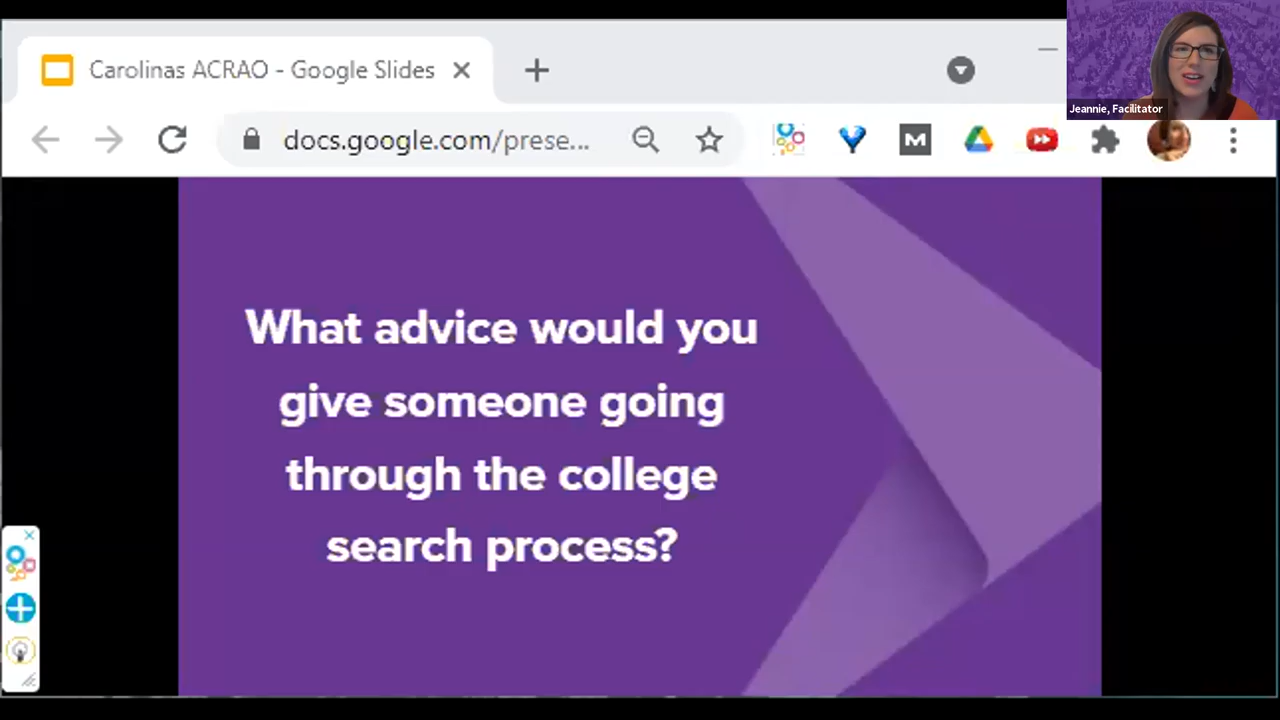 Carolinas ACRAO - Google Slides
Jeannie, Facilitator
docs.google.com/prese...
M
What advice would you
give someone going
through the college
search process?